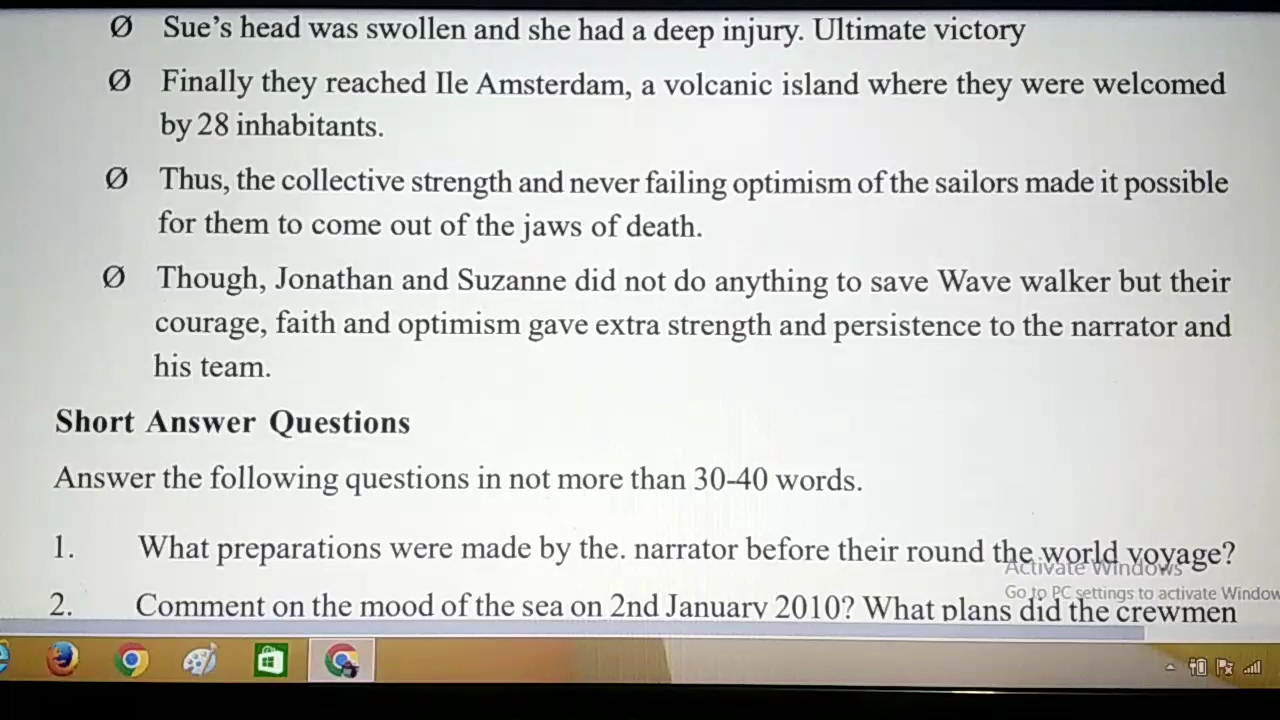 Ø Sue's head was swollen and she had a deep injury. Ultimate victory
Ø Finally they reached Ile Amsterdam, a volcanic island where they were welcomed
by 28 inhabitants.
Ø Thus, the collective strength and never failing optimism of the sailors made it possible
for them to come out of the jaws of death.
Ø Though, Jonathan and Suzanne did not do anything to save Wave walker but their
courage, faith and optimism gave extra strength and persistence to the narrator and
his team.
Short Answer Questions
Answer the following questions in not more than 30-40 words.
1. What preparations were made by the. narrator before their round the world voyage?
Activate Windows
Go to PC settings to activate Window
2. Comment on the mood of the sea on 2nd January 2010? What plans did the crewmen